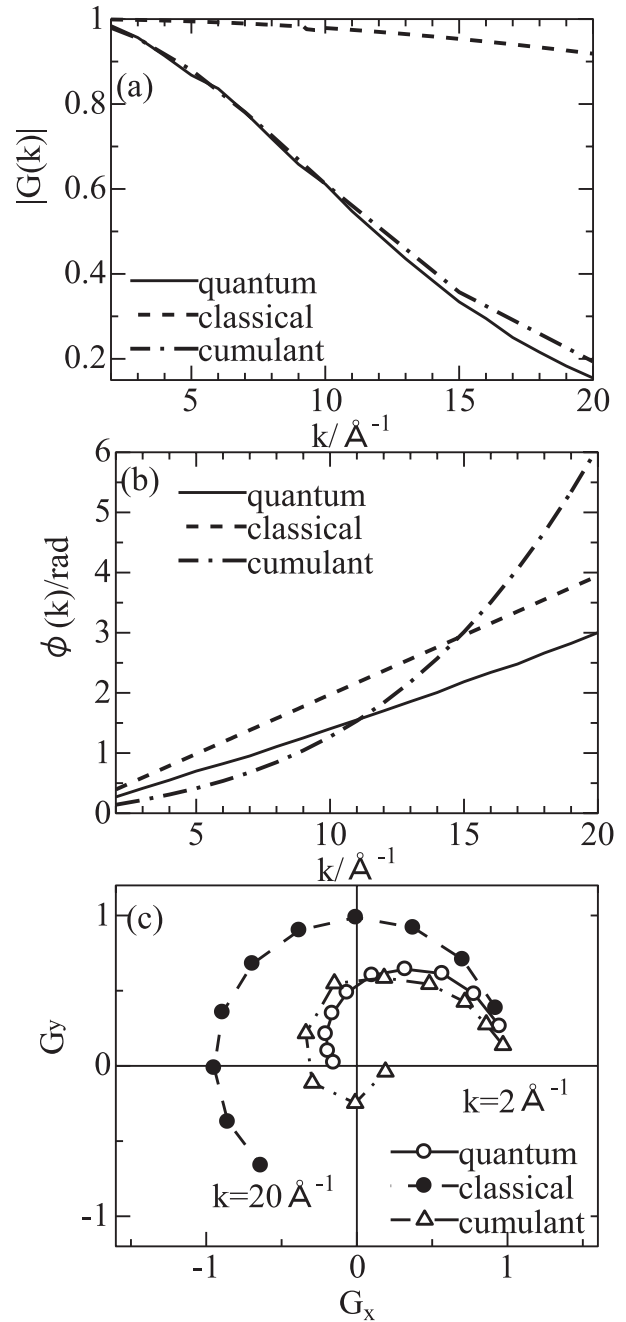 1
(a)
0.8
|G(k)|
0.6
0.4
quantum
classical
cumulant
0.2
5 10 15 20
k/Å⁻¹
6
(b)
quantum
5
classical
4
cumulant
ϕ(k)/rad
3
2
1
0
5 10 15 20
k/Å⁻¹
(c)
1
Gy
0
k=2 Å⁻¹
quantum
k=20 Å⁻¹
classical
cumulant
-1
-1 0 1
Gₓ